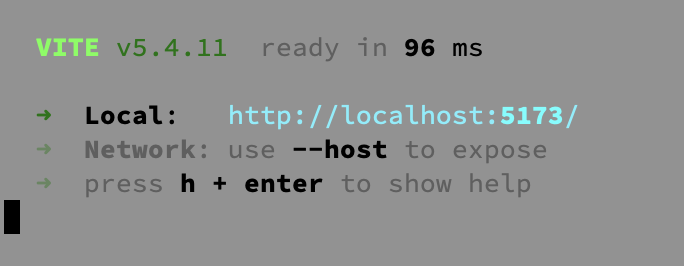 VITE v5.4.11  ready in 96 ms
➜  Local:   http://localhost:5173/
➜  Network: use --host to expose
➜  press h + enter to show help